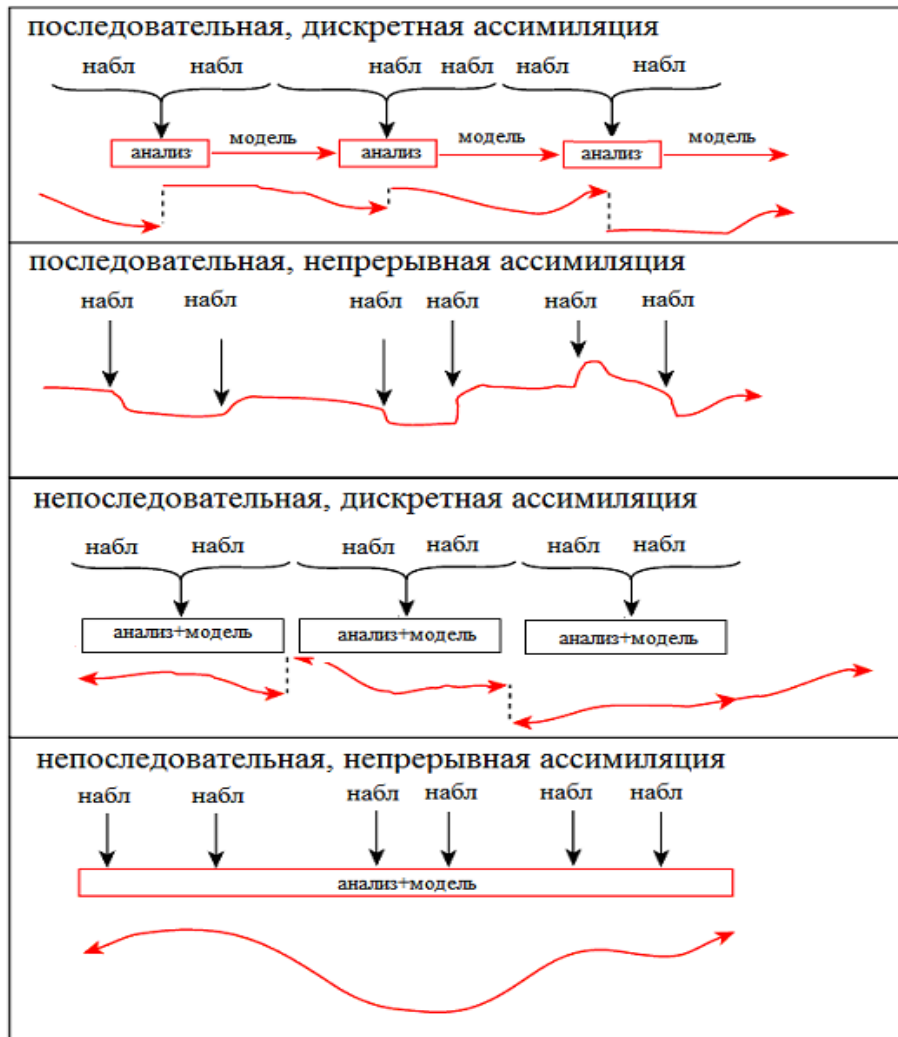 последовательная, дискретная ассимиляция
набл набл набл набл набл набл
анализ модель анализ модель анализ модель
последовательная, непрерывная ассимиляция
набл набл набл набл набл набл
непоследовательная, дискретная ассимиляция
набл набл набл набл набл набл
анализ+модель анализ+модель анализ+модель
непоследовательная, непрерывная ассимиляция
набл набл набл набл набл набл
анализ+модель